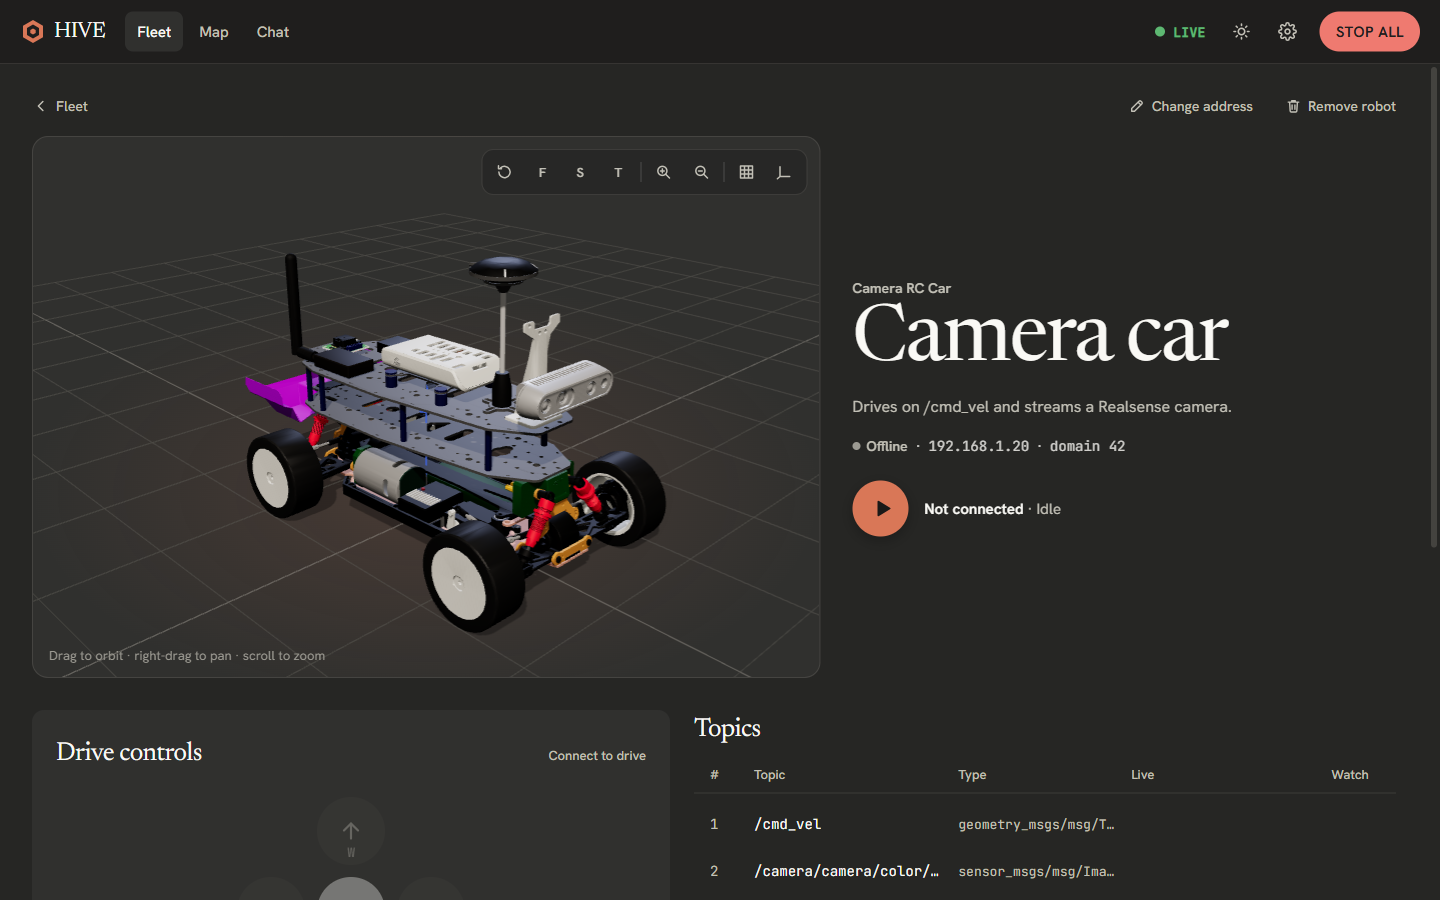 HIVE Fleet Map Chat LIVE STOP ALL
Fleet Change address Remove robot
F S T
Camera RC Car
Camera car
Drives on /cmd_vel and streams a Realsense camera.
Offline · 192.168.1.20 · domain 42
Not connected · Idle
Drag to orbit · right-drag to pan · scroll to zoom
Drive controls
Connect to drive
W
Topics
# Topic Type Live Watch
1 /cmd_vel geometry_msgs/msg/T…
2 /camera/camera/color/… sensor_msgs/msg/Ima…